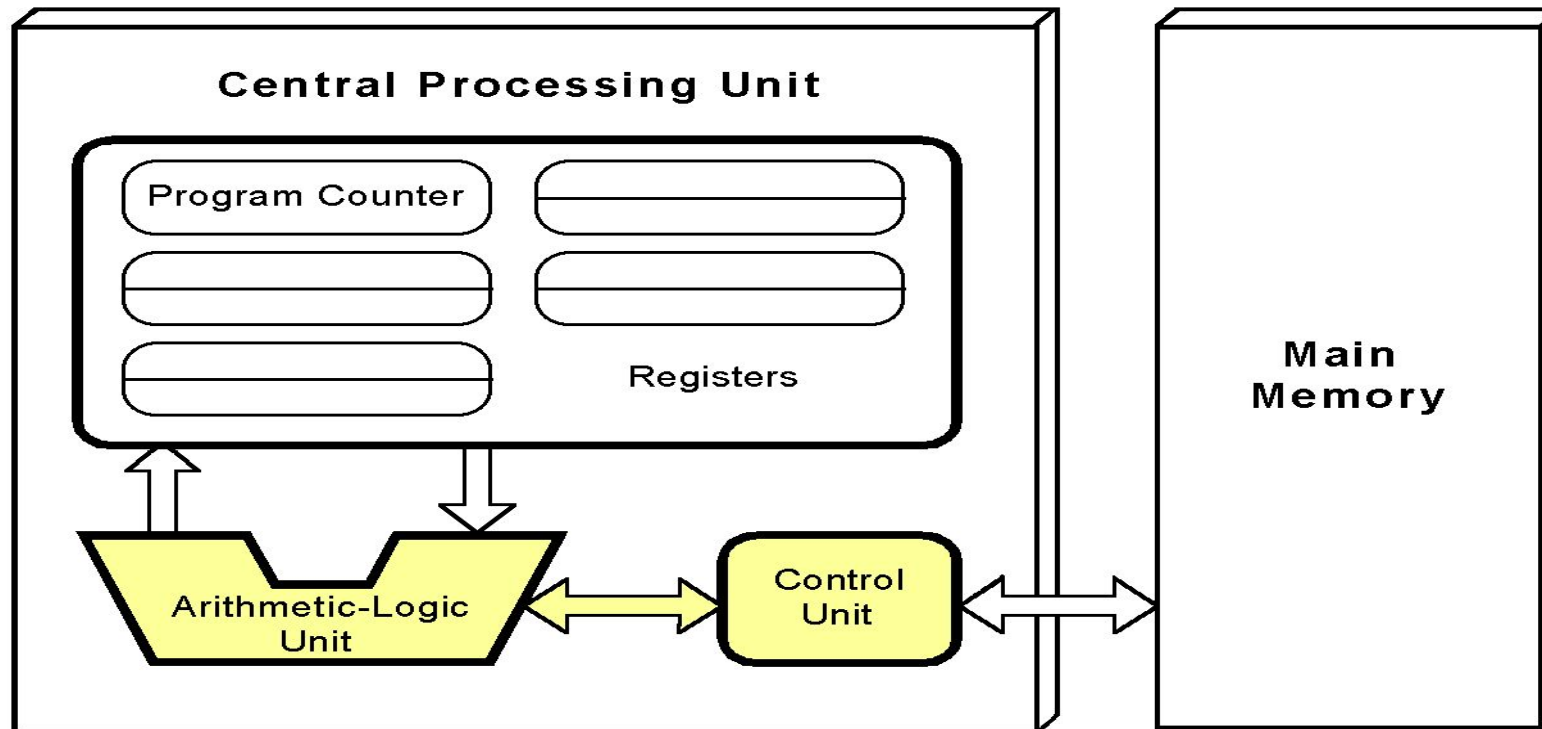 Central Processing Unit
Program Counter
Registers
Arithmetic-Logic
Unit
Control
Unit
Main
Memory